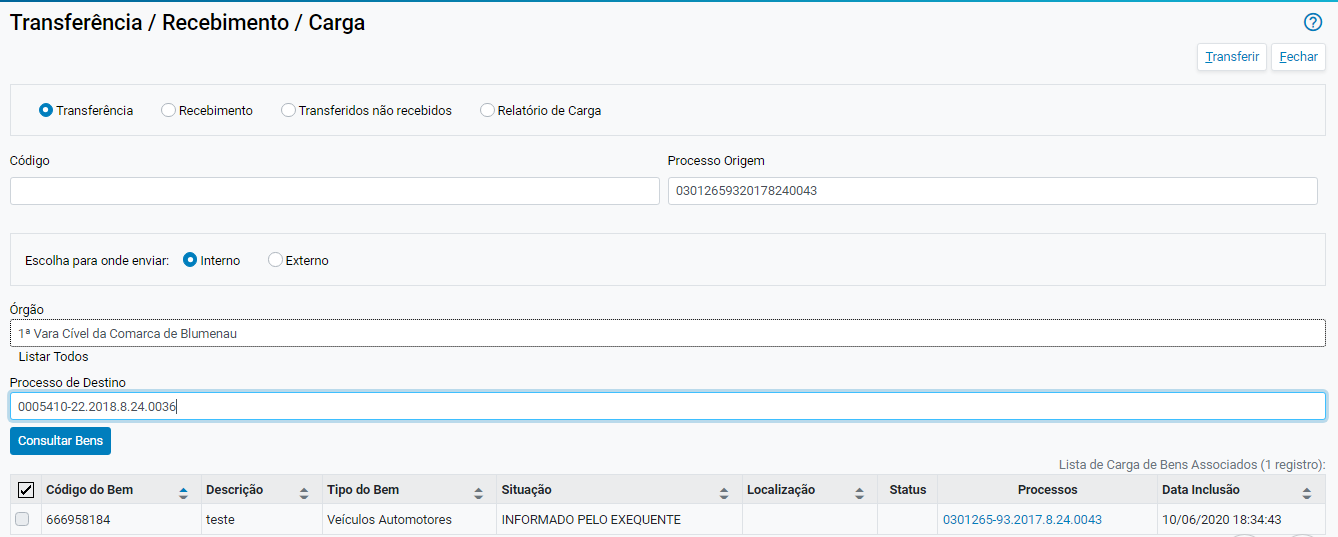 Transferência / Recebimento / Carga
?
Transferir Fechar
Transferência Recebimento Transferidos não recebidos Relatório de Carga
Código Processo Origem
03012659320178240043
Escolha para onde enviar: Interno Externo
Órgão
1ª Vara Cível da Comarca de Blumenau
Listar Todos
Processo de Destino
0005410-22.2018.8.24.0036
Consultar Bens
Lista de Carga de Bens Associados (1 registro):
Código do Bem Descrição Tipo do Bem Situação Localização Status Processos Data Inclusão
666958184 teste Veículos Automotores INFORMADO PELO EXEQUENTE 0301265-93.2017.8.24.0043 10/06/2020 18:34:43